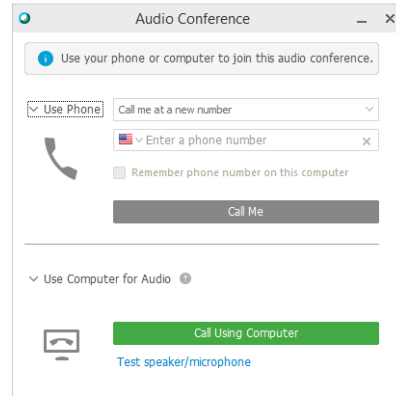 Audio Conference
Use your phone or computer to join this audio conference.
Use Phone
Call me at a new number
Enter a phone number
Remember phone number on this computer
Call Me
Use Computer for Audio
Call Using Computer
Test speaker/microphone